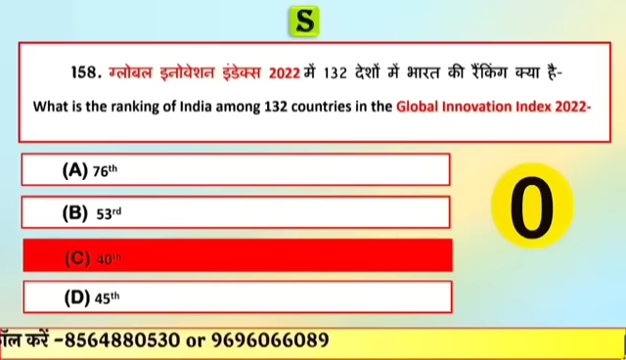 S
158. ग्लोबल इनोवेशन इंडेक्स 2022 में 132 देशों में भारत की रैंकिंग क्या है-
What is the ranking of India among 132 countries in the Global Innovation Index 2022-
(A) 76th
(B) 53rd
(C) 40th
(D) 45th
0
ॉल करें -8564880530 or 9696066089